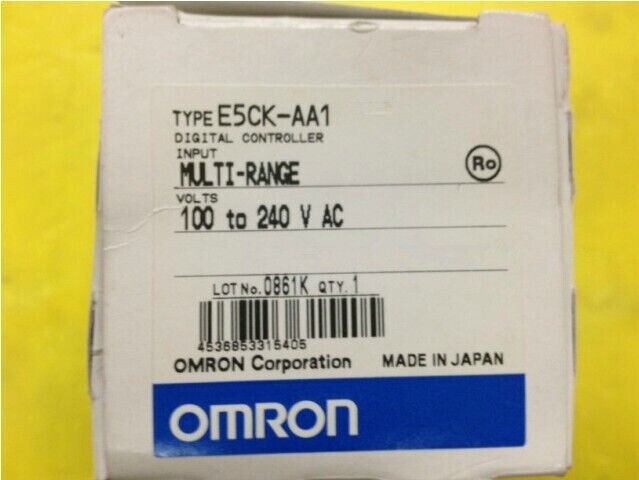 TYPE E5CK-AA1
DIGITAL CONTROLLER
INPUT
MULTI-RANGE
Ro
VOLTS
100 to 240 V AC
LOT No. 0861K QTY. 1
4536853315405
OMRON Corporation MADE IN JAPAN
OMRON